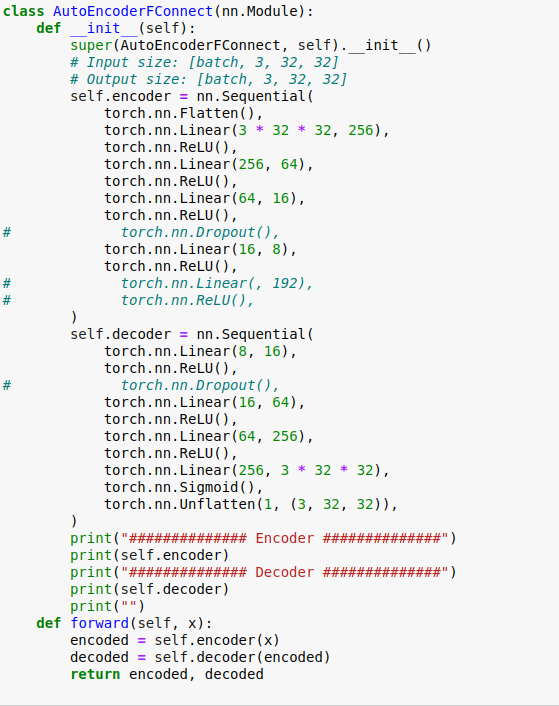 class AutoEncoderFConnect(nn.Module):
    def __init__(self):
        super(AutoEncoderFConnect, self).__init__()
        # Input size: [batch, 3, 32, 32]
        # Output size: [batch, 3, 32, 32]
        self.encoder = nn.Sequential(
            torch.nn.Flatten(),
            torch.nn.Linear(3 * 32 * 32, 256),
            torch.nn.ReLU(),
            torch.nn.Linear(256, 64),
            torch.nn.ReLU(),
            torch.nn.Linear(64, 16),
            torch.nn.ReLU(),
#             torch.nn.Dropout(),
            torch.nn.Linear(16, 8),
            torch.nn.ReLU(),
#             torch.nn.Linear(, 192),
#             torch.nn.ReLU(),
        )
        self.decoder = nn.Sequential(
            torch.nn.Linear(8, 16),
            torch.nn.ReLU(),
#             torch.nn.Dropout(),
            torch.nn.Linear(16, 64),
            torch.nn.ReLU(),
            torch.nn.Linear(64, 256),
            torch.nn.ReLU(),
            torch.nn.Linear(256, 3 * 32 * 32),
            torch.nn.Sigmoid(),
            torch.nn.Unflatten(1, (3, 32, 32)),
        )
        print("############## Encoder ##############")
        print(self.encoder)
        print("############## Decoder ##############")
        print(self.decoder)
        print("")
    def forward(self, x):
        encoded = self.encoder(x)
        decoded = self.decoder(encoded)
        return encoded, decoded